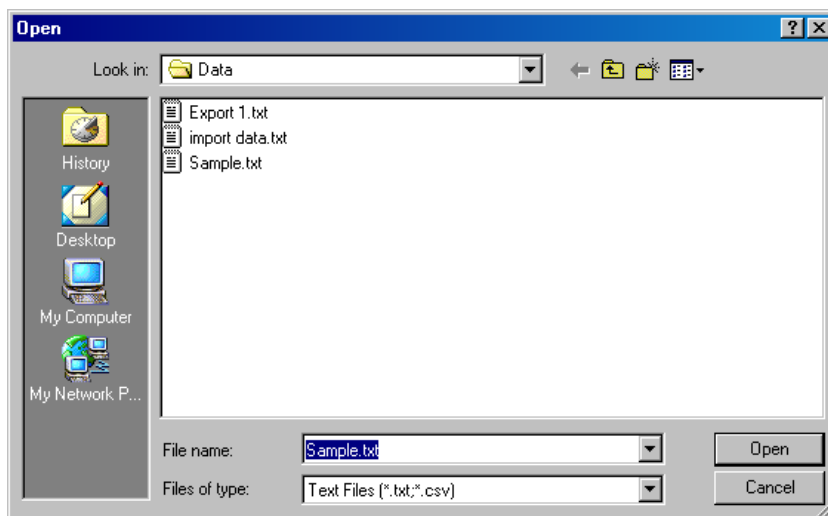 Open
Look in: Data
Export 1.txt
import data.txt
Sample.txt
History
Desktop
My Computer
My Network P...
File name: Sample.txt Open
Files of type: Text Files (*.txt;*.csv) Cancel